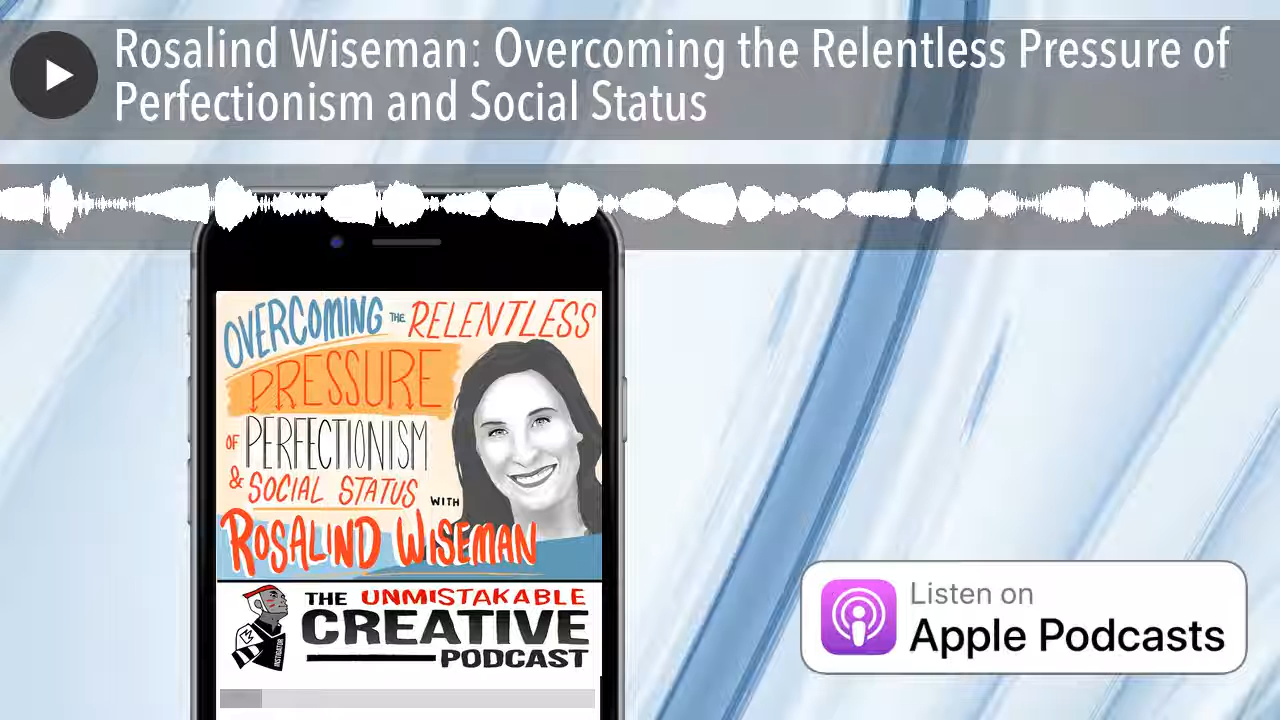 Rosalind Wiseman: Overcoming the Relentless Pressure of
Perfectionism and Social Status
OVERCOMING THE RELENTLESS
PRESSURE
OF PERFECTIONISM
& SOCIAL STATUS WITH
ROSALIND WISEMAN
THE UNMISTAKABLE
CREATIVE
PODCAST
INSTIGATOR
Listen on
Apple Podcasts